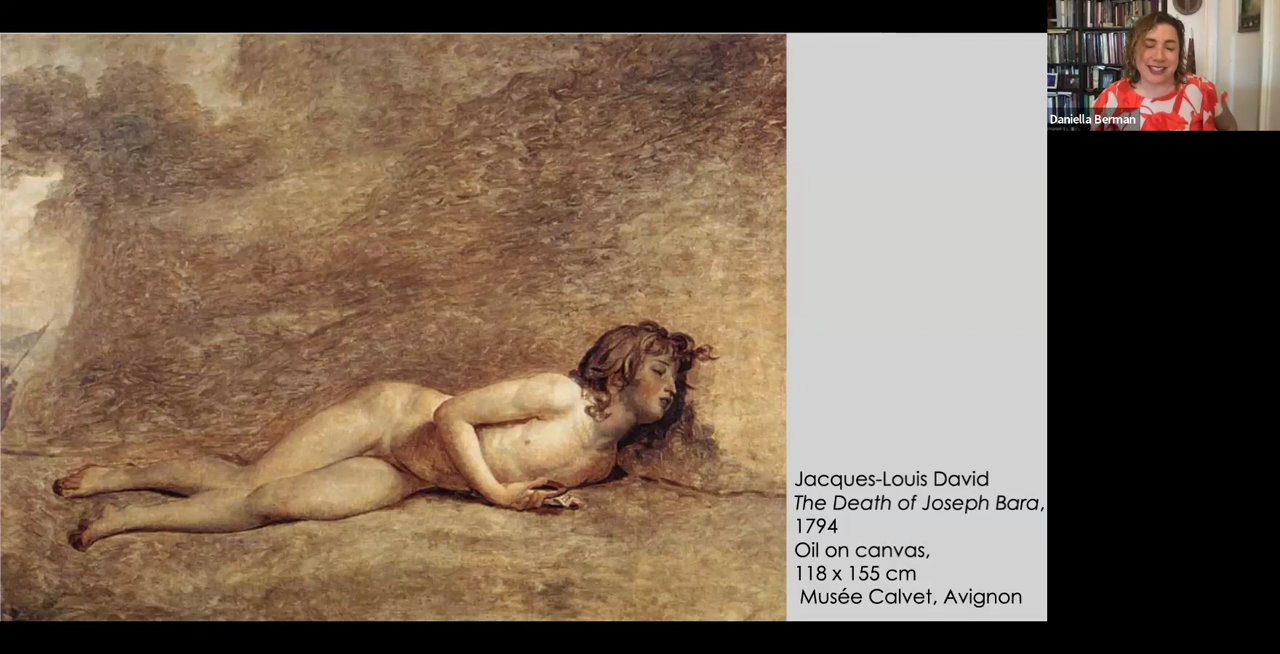 Daniella Berman
Jacques-Louis David
The Death of Joseph Bara,
1794
Oil on canvas,
118 x 155 cm
Musée Calvet, Avignon